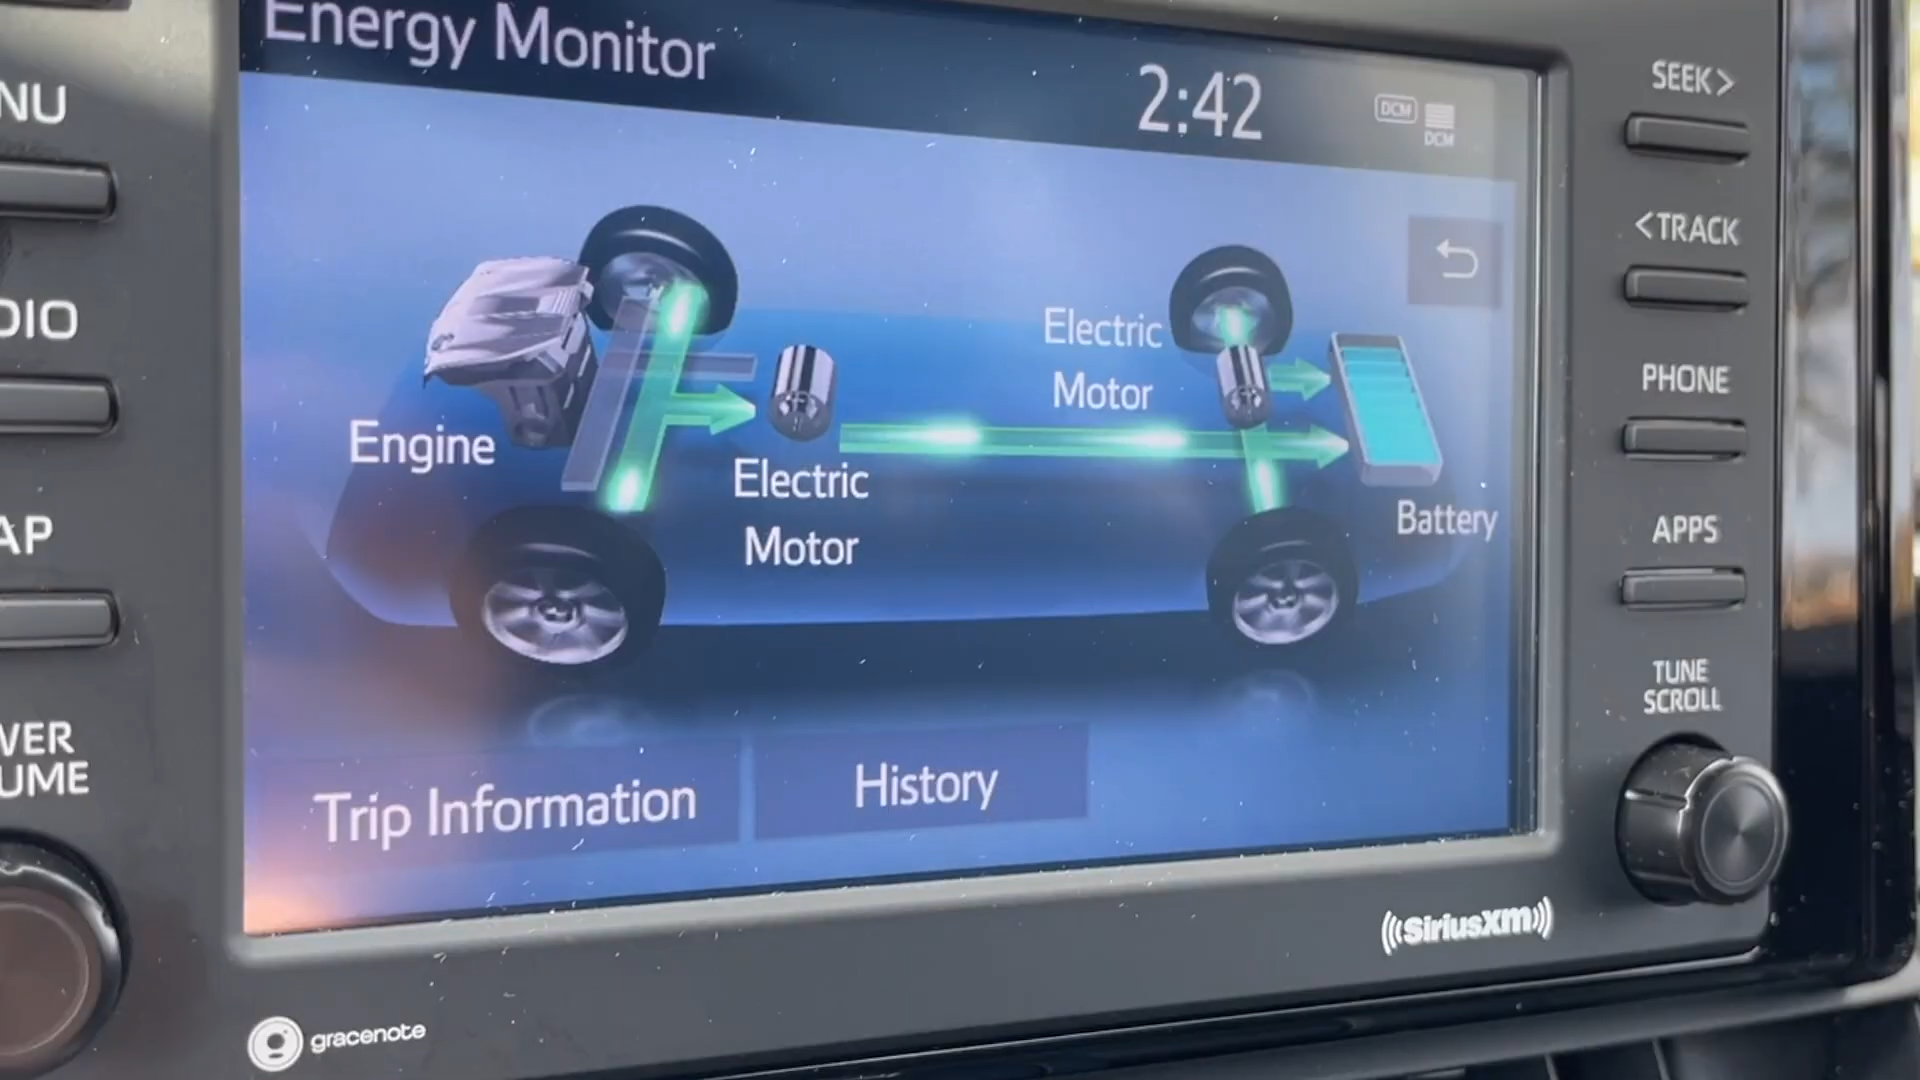 Energy Monitor
2:42
DCM
DCM
NU
DIO
AP
WER
UME
SEEK>
<TRACK
PHONE
APPS
TUNE
SCROLL
Engine
Electric
Motor
Electric
Motor
Battery
Trip Information
History
((SiriusXM))
gracenote